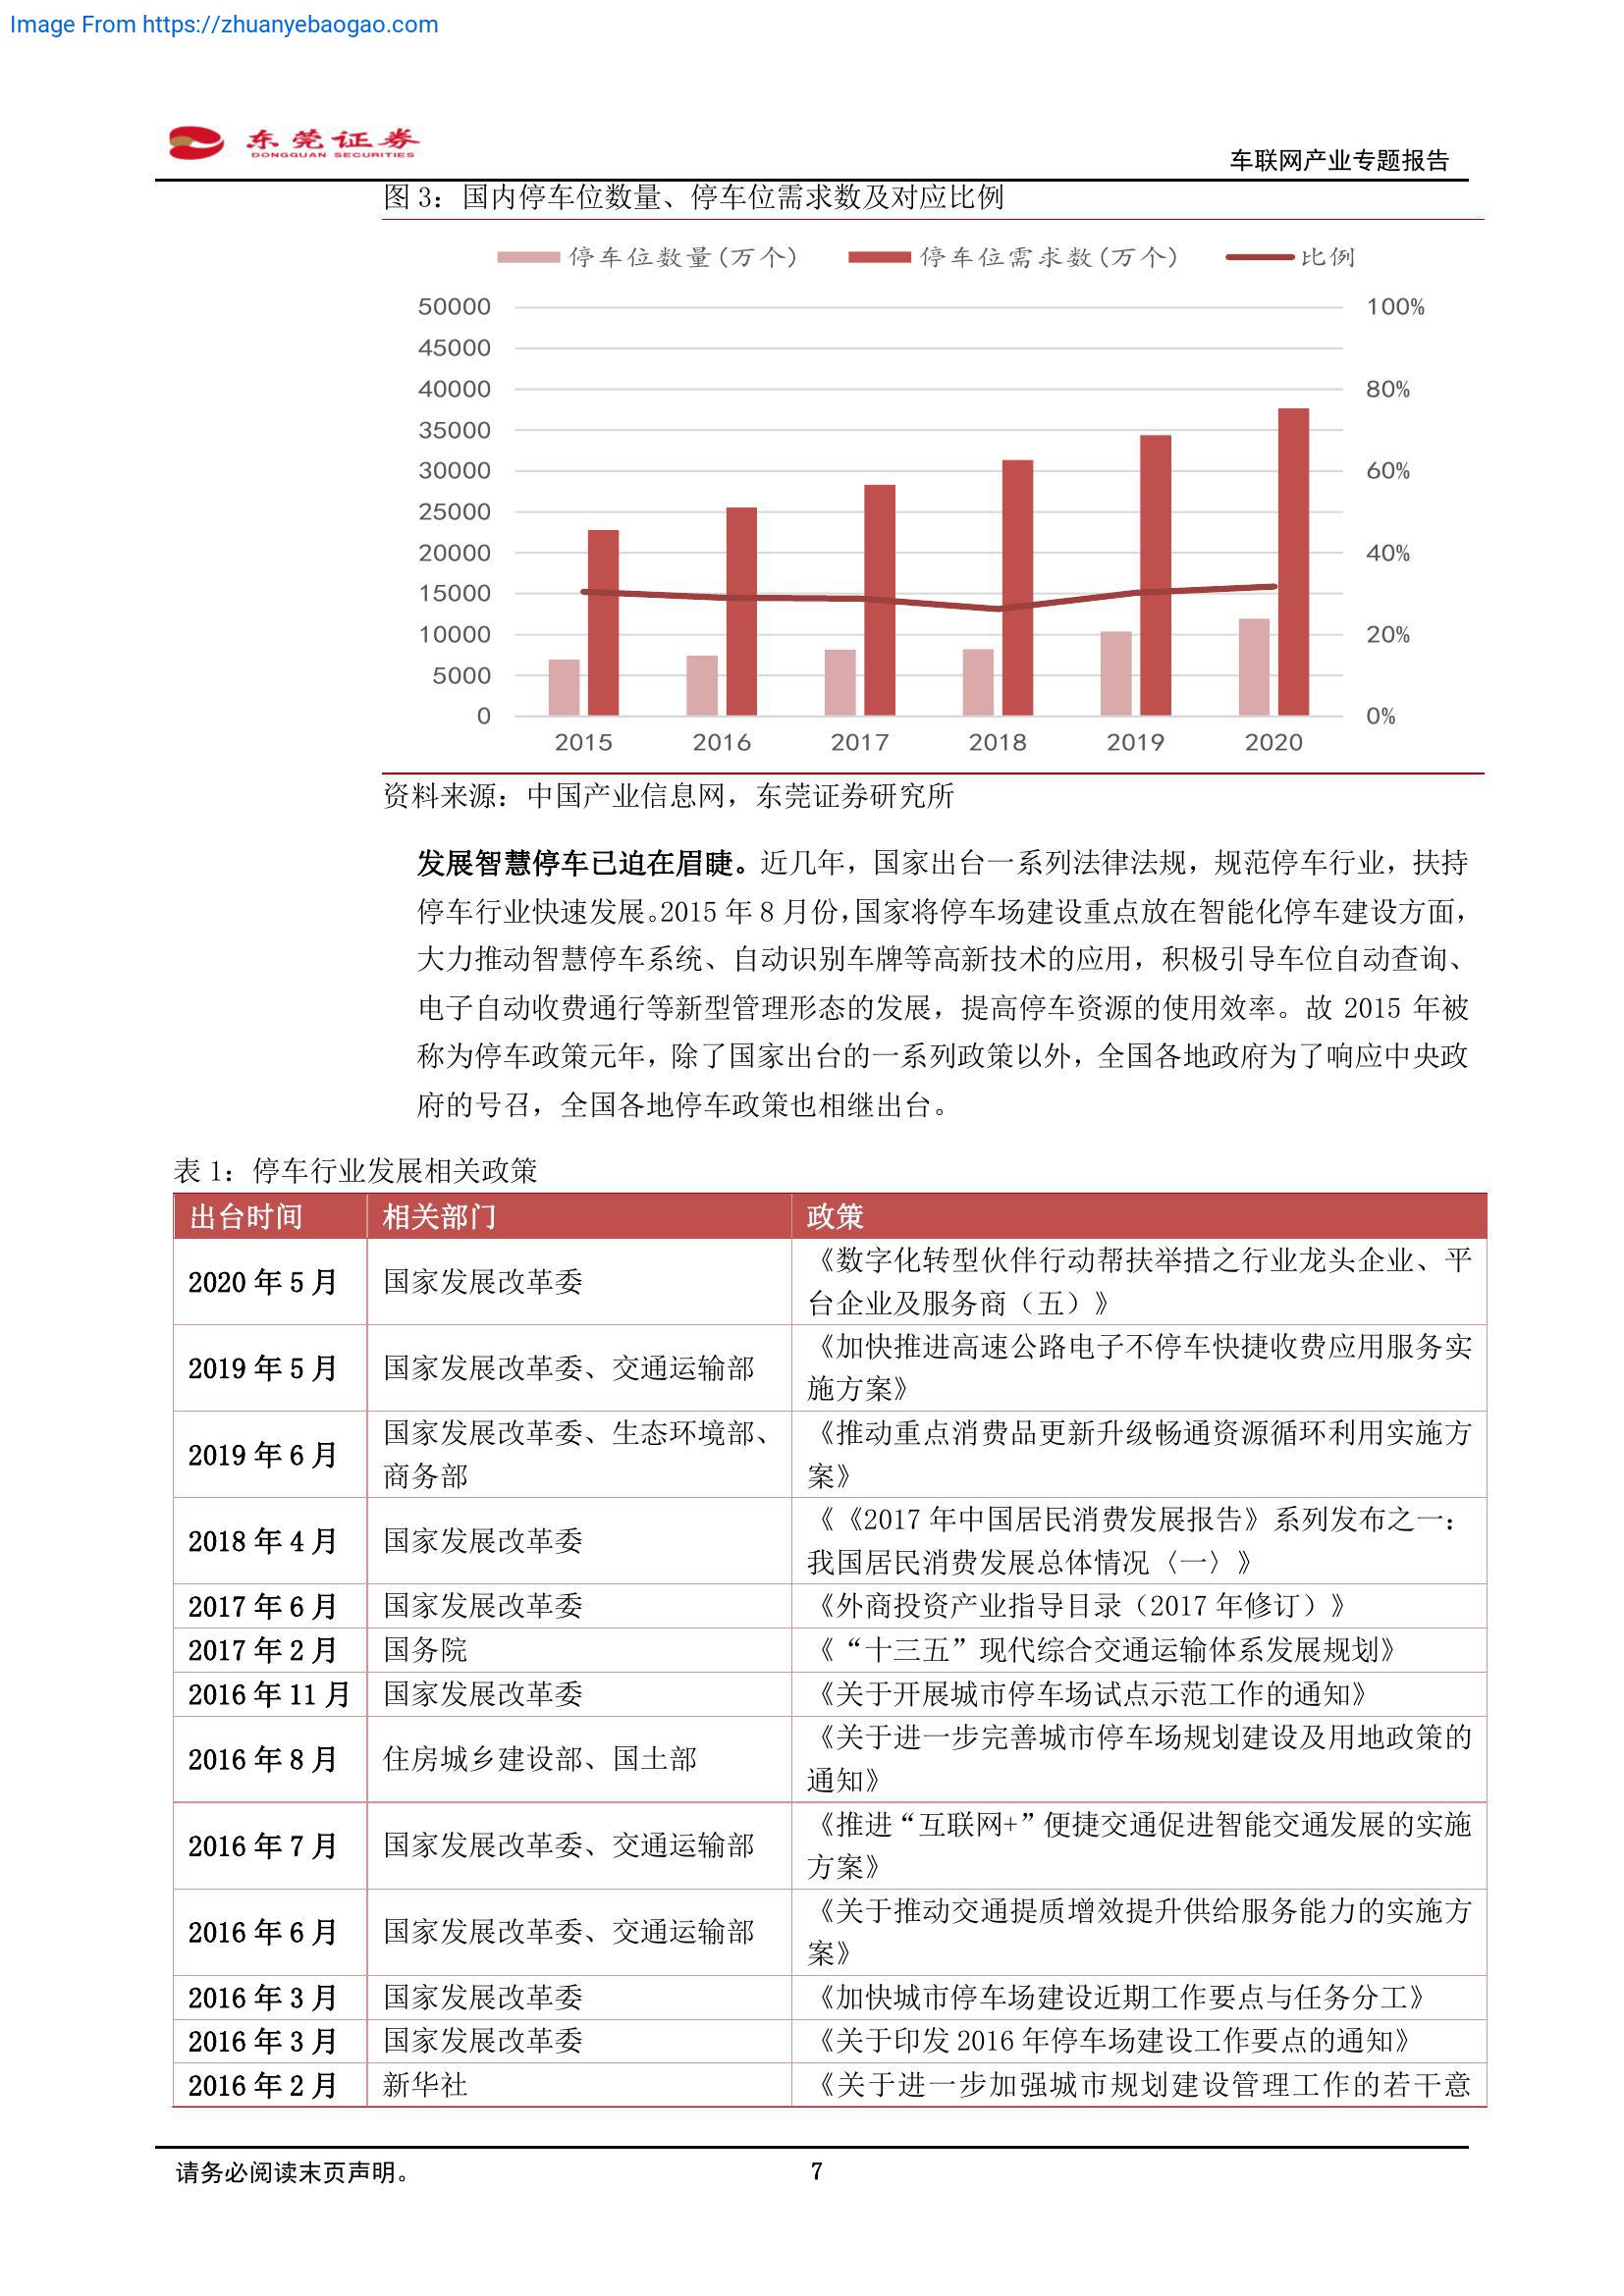 Image From https://zhuanyebaogao.com
东莞证券
DONGGUAN SECURITIES
车联网产业专题报告
图 3：国内停车位数量、停车位需求数及对应比例
停车位数量(万个) 停车位需求数(万个) 比例
50000 100%
45000
40000 80%
35000
30000 60%
25000
20000 40%
15000
10000 20%
5000
0 0%
2015 2016 2017 2018 2019 2020
资料来源：中国产业信息网，东莞证券研究所
发展智慧停车已迫在眉睫。近几年，国家出台一系列法律法规，规范停车行业，扶持
停车行业快速发展。2015 年 8 月份，国家将停车场建设重点放在智能化停车建设方面，
大力推动智慧停车系统、自动识别车牌等高新技术的应用，积极引导车位自动查询、
电子自动收费通行等新型管理形态的发展，提高停车资源的使用效率。故 2015 年被
称为停车政策元年，除了国家出台的一系列政策以外，全国各地政府为了响应中央政
府的号召，全国各地停车政策也相继出台。
表 1：停车行业发展相关政策
出台时间 相关部门 政策
2020 年 5 月 国家发展改革委 《数字化转型伙伴行动帮扶举措之行业龙头企业、平
台企业及服务商（五）》
2019 年 5 月 国家发展改革委、交通运输部 《加快推进高速公路电子不停车快捷收费应用服务实
施方案》
2019 年 6 月 国家发展改革委、生态环境部、 《推动重点消费品更新升级畅通资源循环利用实施方
商务部 案》
2018 年 4 月 国家发展改革委 《《2017 年中国居民消费发展报告》系列发布之一：
我国居民消费发展总体情况〈一〉》
2017 年 6 月 国家发展改革委 《外商投资产业指导目录（2017 年修订）》
2017 年 2 月 国务院 《“十三五”现代综合交通运输体系发展规划》
2016 年 11 月 国家发展改革委 《关于开展城市停车场试点示范工作的通知》
2016 年 8 月 住房城乡建设部、国土部 《关于进一步完善城市停车场规划建设及用地政策的
通知》
2016 年 7 月 国家发展改革委、交通运输部 《推进“互联网+”便捷交通促进智能交通发展的实施
方案》
2016 年 6 月 国家发展改革委、交通运输部 《关于推动交通提质增效提升供给服务能力的实施方
案》
2016 年 3 月 国家发展改革委 《加快城市停车场建设近期工作要点与任务分工》
2016 年 3 月 国家发展改革委 《关于印发 2016 年停车场建设工作要点的通知》
2016 年 2 月 新华社 《关于进一步加强城市规划建设管理工作的若干意
请务必阅读末页声明。 7